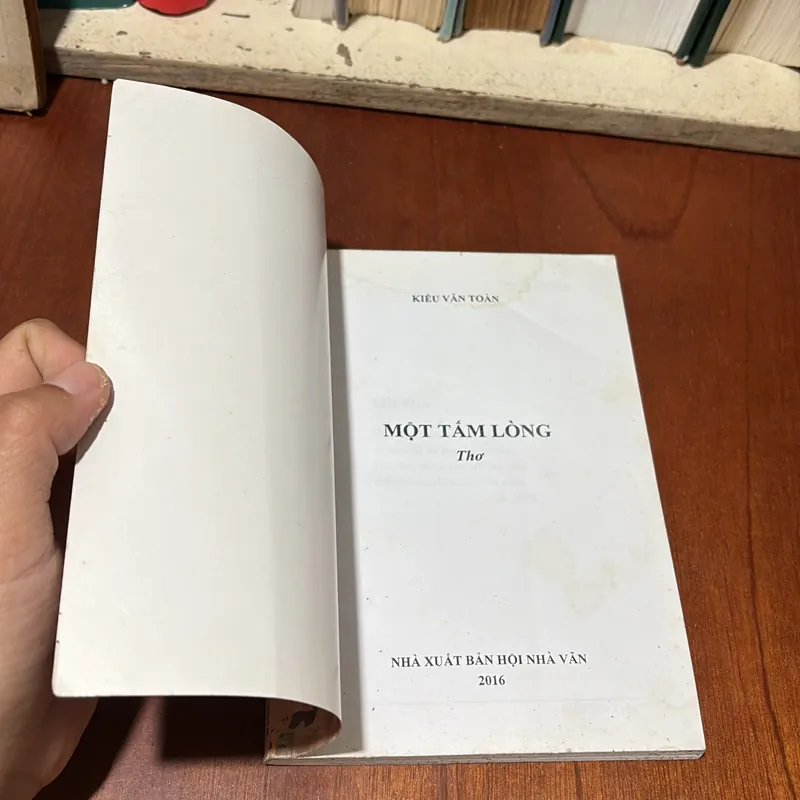 KIỀU VĂN TOÀN
MỘT TẤM LÒNG
Thơ
NHÀ XUẤT BẢN HỘI NHÀ VĂN
2016